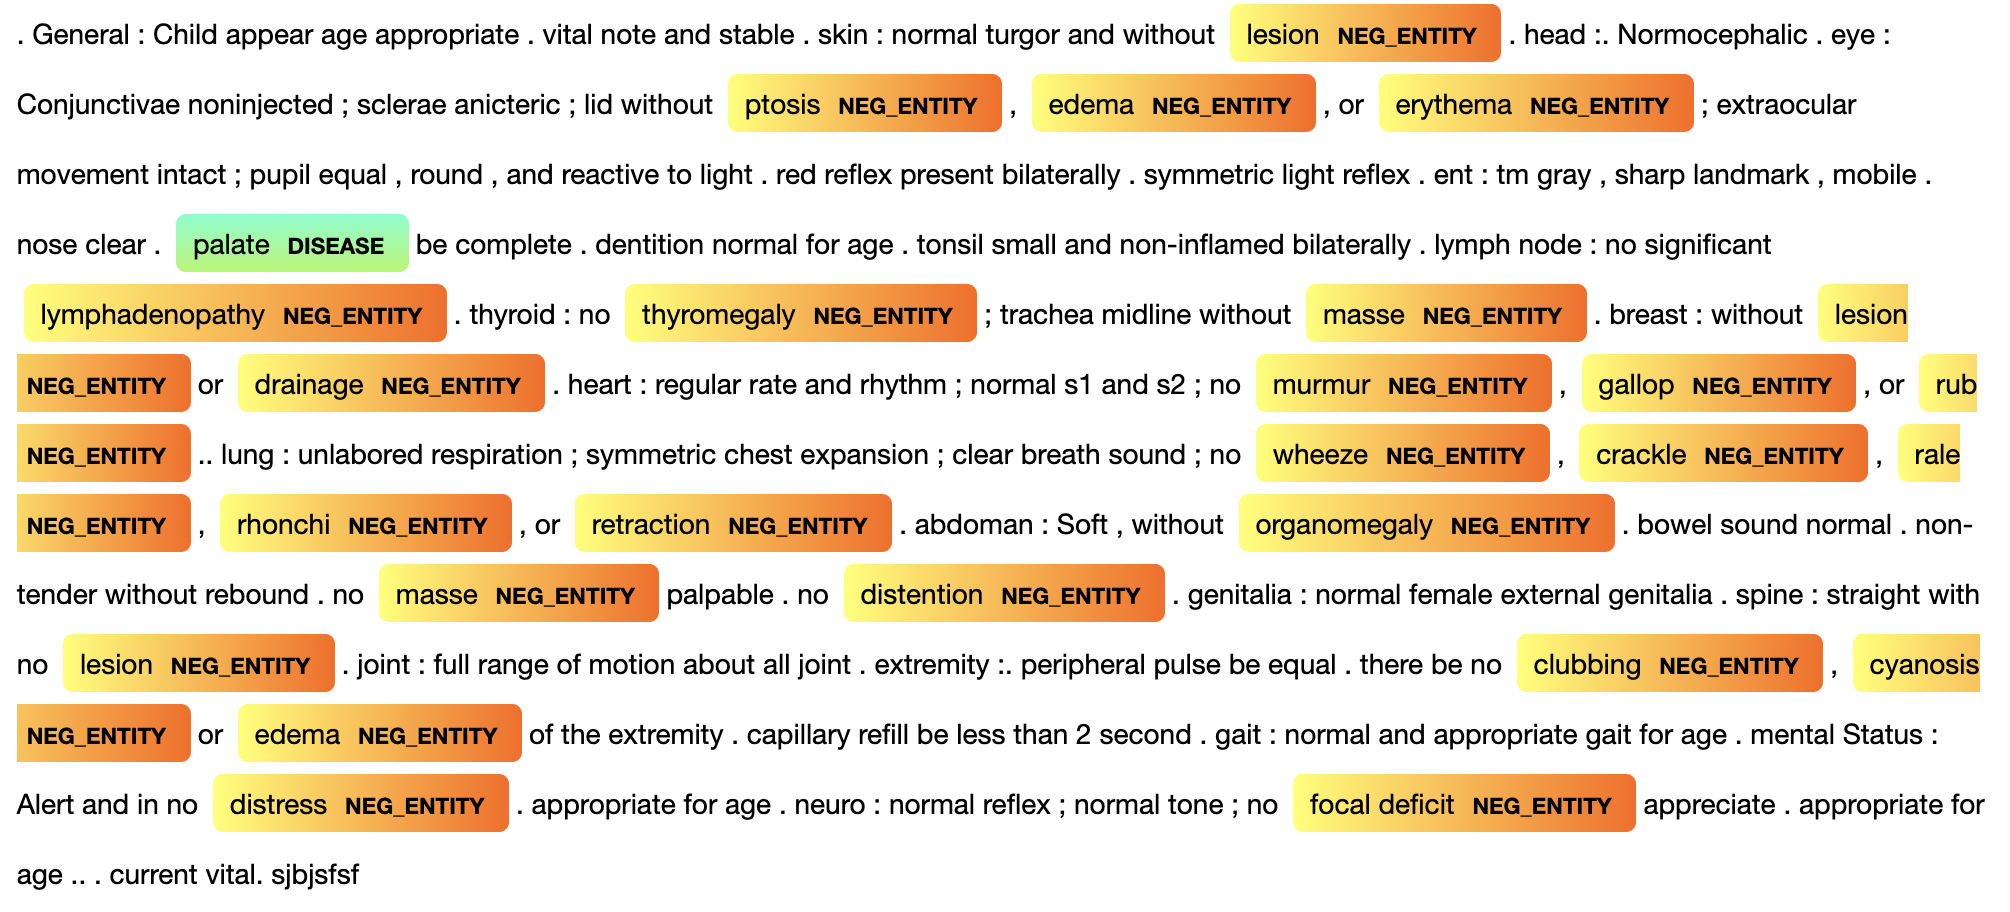 . General : Child appear age appropriate . vital note and stable . skin : normal turgor and without lesion NEG_ENTITY . head :. Normocephalic . eye :
Conjunctivae noninjected ; sclerae anicteric ; lid without ptosis NEG_ENTITY , edema NEG_ENTITY , or erythema NEG_ENTITY ; extraocular
movement intact ; pupil equal , round , and reactive to light . red reflex present bilaterally . symmetric light reflex . ent : tm gray , sharp landmark , mobile .
nose clear . palate DISEASE be complete . dentition normal for age . tonsil small and non-inflamed bilaterally . lymph node : no significant
lymphadenopathy NEG_ENTITY . thyroid : no thyromegaly NEG_ENTITY ; trachea midline without masse NEG_ENTITY . breast : without lesion
NEG_ENTITY or drainage NEG_ENTITY . heart : regular rate and rhythm ; normal s1 and s2 ; no murmur NEG_ENTITY , gallop NEG_ENTITY , or rub
NEG_ENTITY .. lung : unlabored respiration ; symmetric chest expansion ; clear breath sound ; no wheeze NEG_ENTITY , crackle NEG_ENTITY , rale
NEG_ENTITY , rhonchi NEG_ENTITY , or retraction NEG_ENTITY . abdoman : Soft , without organomegaly NEG_ENTITY . bowel sound normal . non-
tender without rebound . no masse NEG_ENTITY palpable . no distention NEG_ENTITY . genitalia : normal female external genitalia . spine : straight with
no lesion NEG_ENTITY . joint : full range of motion about all joint . extremity :. peripheral pulse be equal . there be no clubbing NEG_ENTITY , cyanosis
NEG_ENTITY or edema NEG_ENTITY of the extremity . capillary refill be less than 2 second . gait : normal and appropriate gait for age . mental Status :
Alert and in no distress NEG_ENTITY . appropriate for age . neuro : normal reflex ; normal tone ; no focal deficit NEG_ENTITY appreciate . appropriate for
age .. . current vital. sjbjsfsf